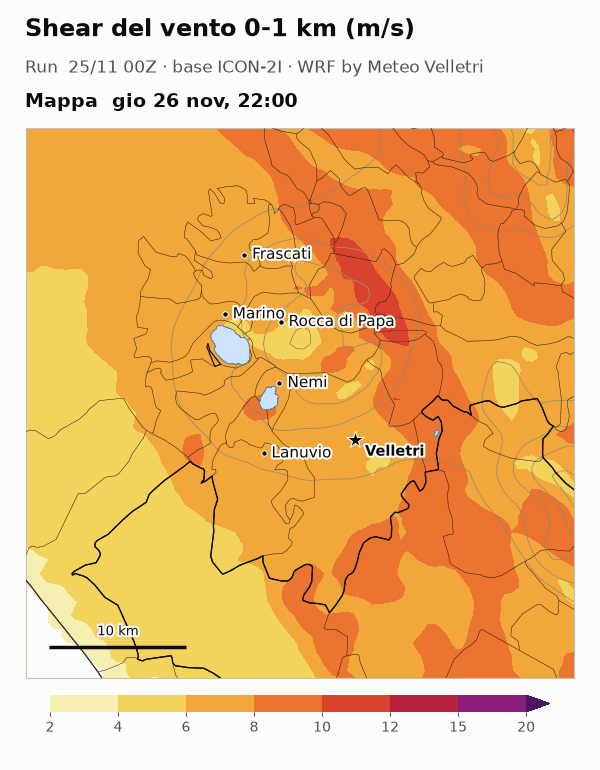 Shear del vento 0-1 km (m/s)
Run  25/11 00Z · base ICON-2I · WRF by Meteo Velletri
Mappa  gio 26 nov, 22:00
Frascati
Marino
Rocca di Papa
Nemi
Velletri
Lanuvio
10 km
2 4 6 8 10 12 15 20